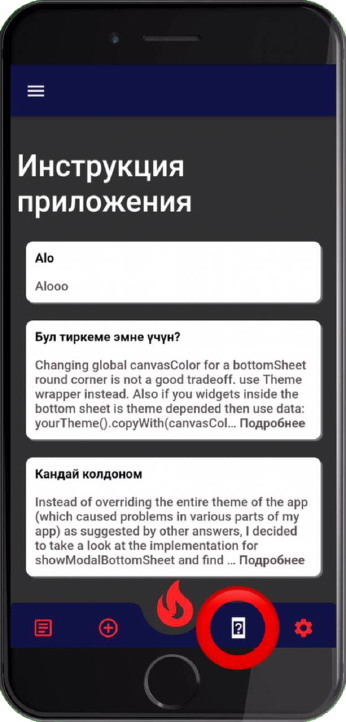 Инструкция
приложения
Alo
Alooo
Бул тиркеме эмне үчүн?
Changing global canvasColor for a bottomSheet
round corner is not a good tradeoff. use Theme
wrapper instead. Also if you widgets inside the
bottom sheet is theme depended then use data:
yourTheme().copyWith(canvasCol... Подробнее
Кандай колдоном
Instead of overriding the entire theme of the app
(which caused problems in various parts of my
app) as suggested by other answers, I decided
to take a look at the implementation for
showModalBottomSheet and find ... Подробнее